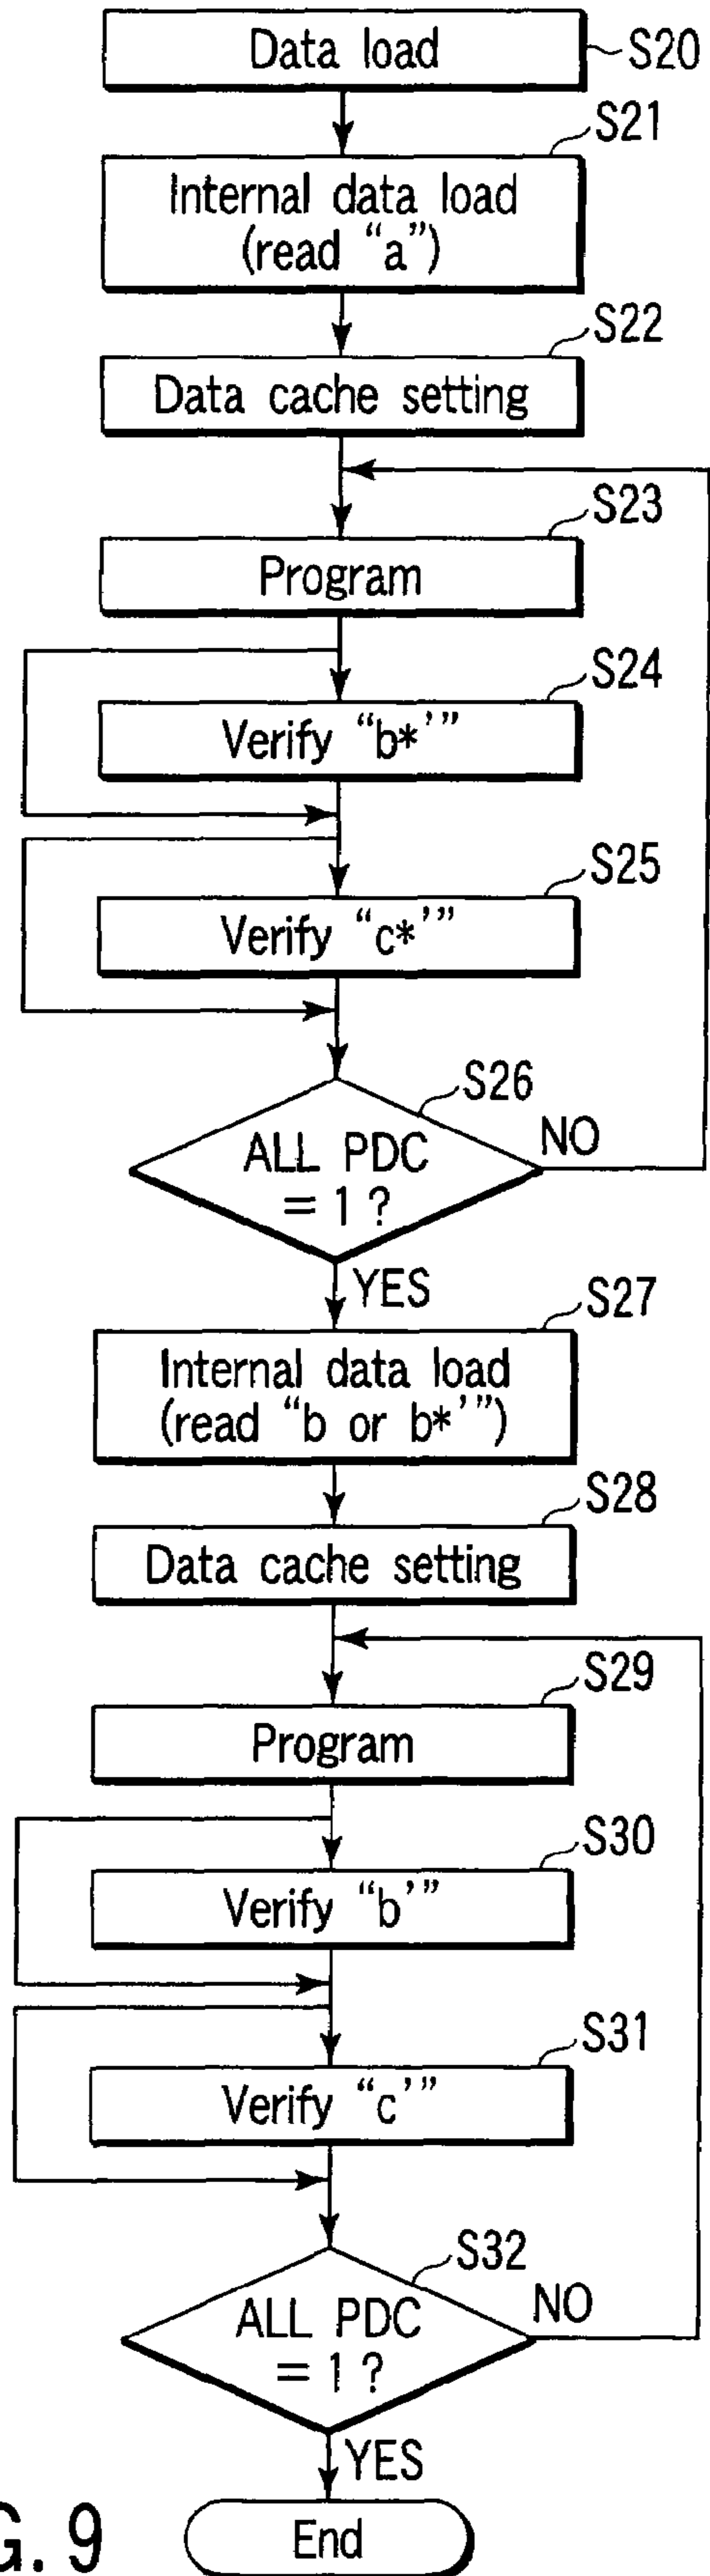 Data load
S20
S21
Internal data load
(read “a”)
S22
Data cache setting
S23
Program
S24
Verify “b*’”
S25
Verify “c*’”
S26
ALL PDC
= 1 ?
NO
YES
S27
Internal data load
(read “b or b*’”)
S28
Data cache setting
S29
Program
S30
Verify “b’”
S31
Verify “c’”
S32
ALL PDC
= 1 ?
NO
YES
End
G. 9